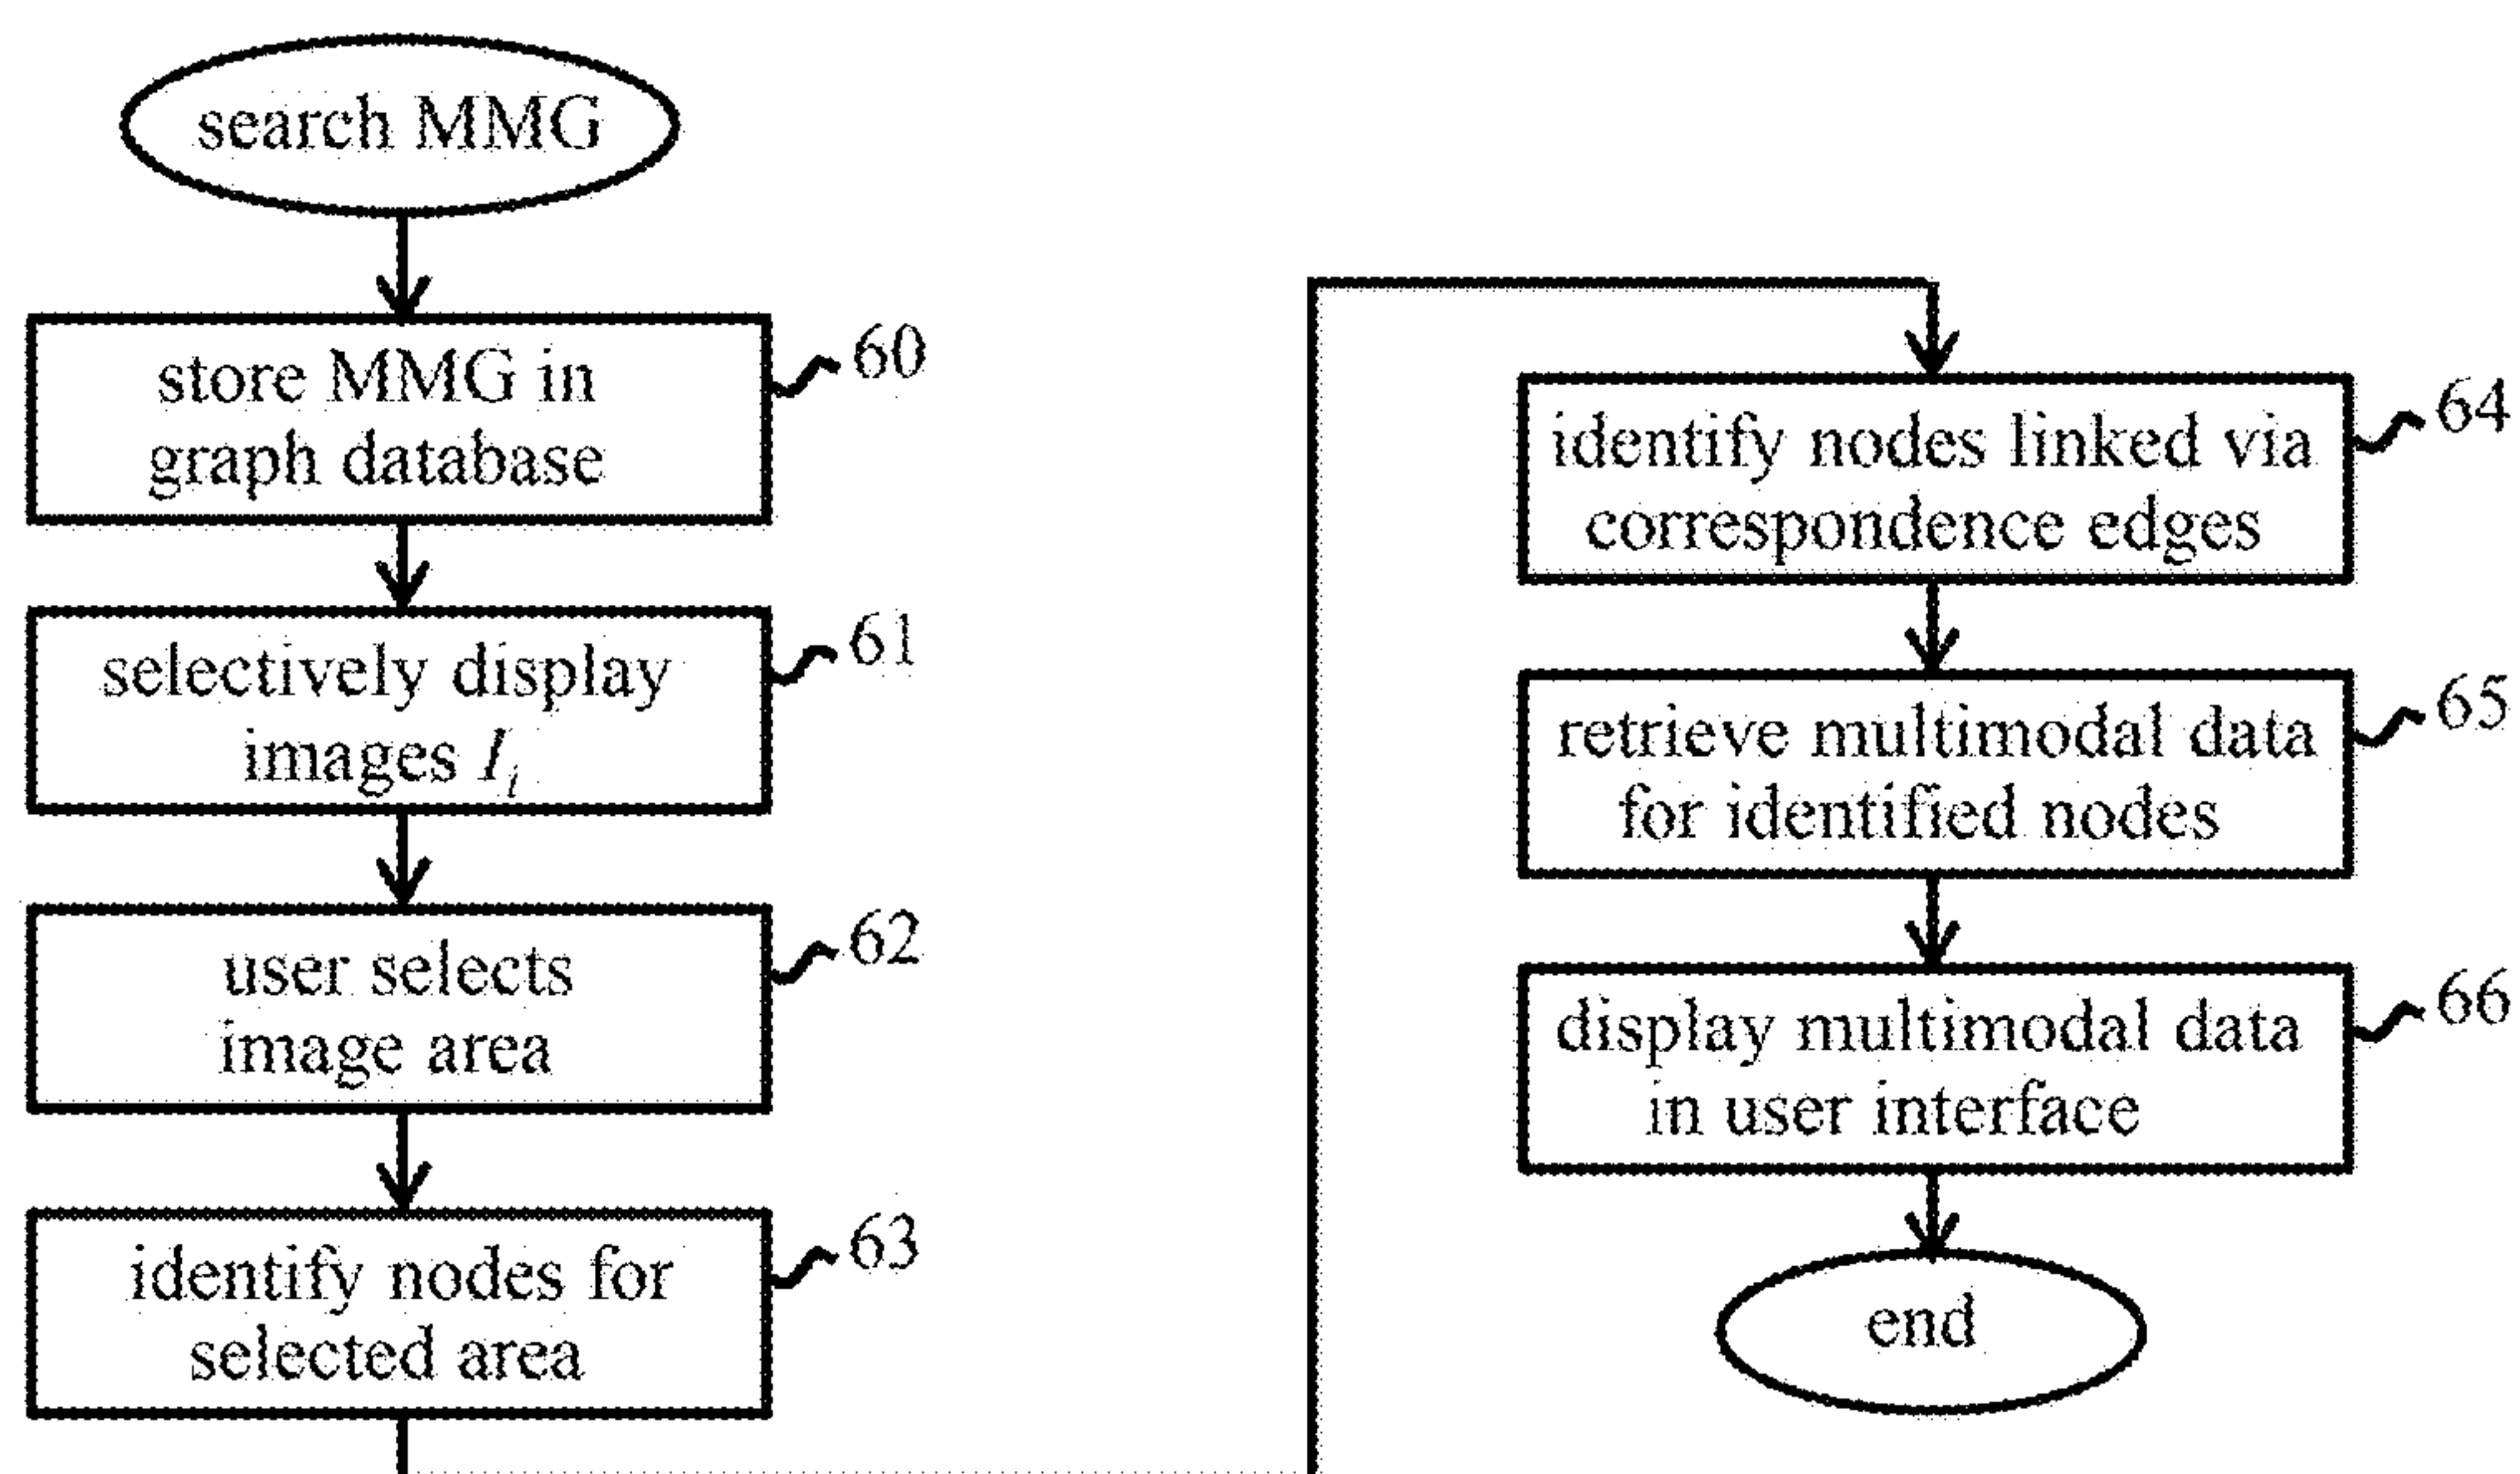 search MMG
store MMG in
graph database
60
selectively display
images I_i
61
user selects
image area
62
identify nodes for
selected area
63
identify nodes linked via
correspondence edges
64
retrieve multimodal data
for identified nodes
65
display multimodal data
in user interface
66
end